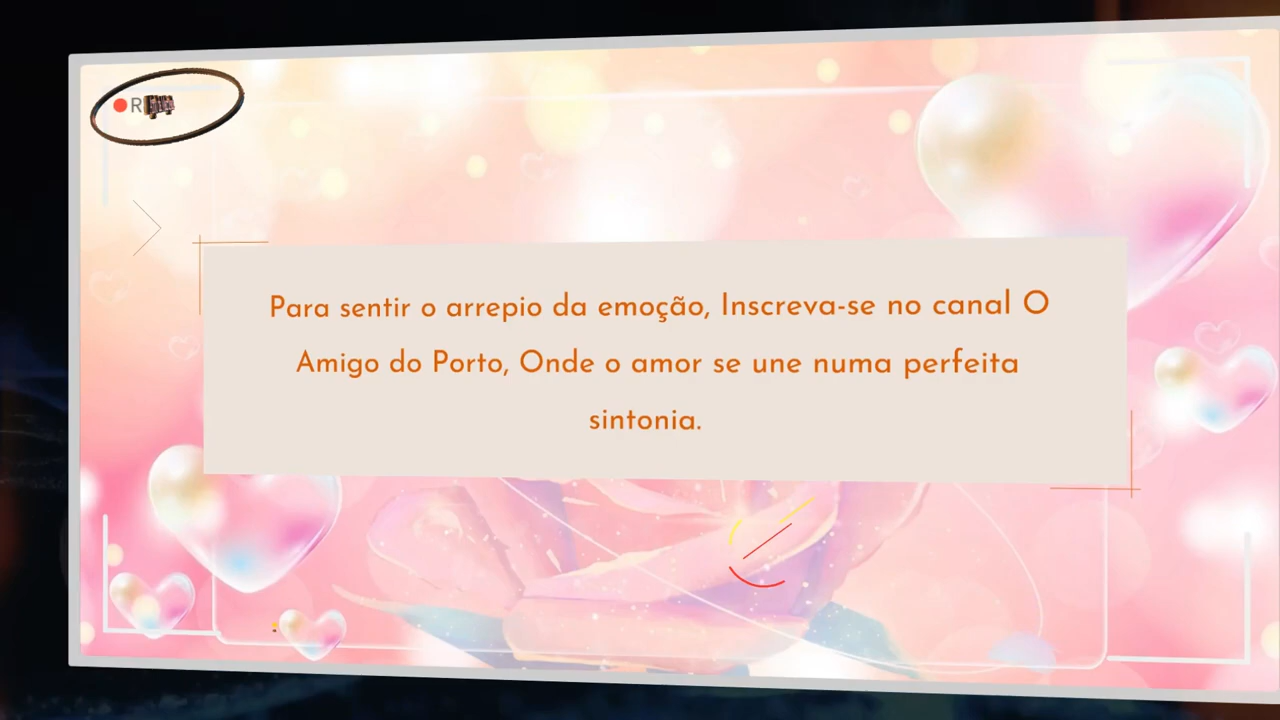 Para sentir o arrepio da emoção, Inscreva-se no canal O
Amigo do Porto, Onde o amor se une numa perfeita
sintonia.